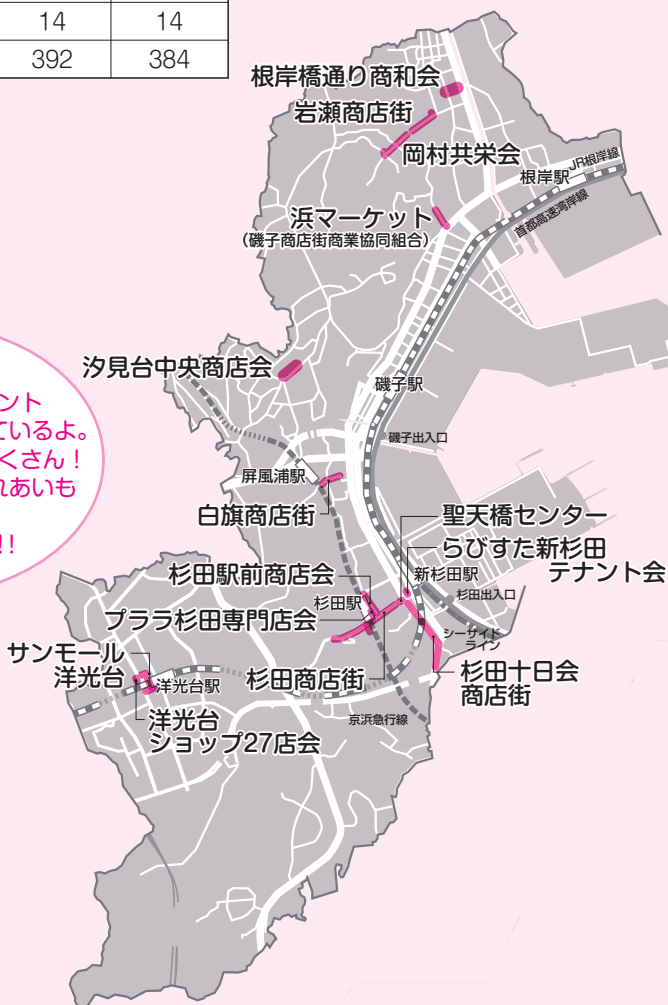 14 14
392 384
根岸橋通り商和会
岩瀬商店街
岡村共栄会
JR根岸線
根岸駅
首都高速湾岸線
浜マーケット
(磯子商店街商業協同組合)
汐見台中央商店会
ント
ているよ。
くさん!
れあいも
!!
磯子駅
磯子出入口
屏風浦駅
白旗商店街
聖天橋センター
らびすた新杉田
テナント会
杉田駅前商店会
新杉田駅
杉田出入口
杉田駅
プララ杉田専門店会
シーサイド
ライン
サンモール
洋光台
洋光台駅
杉田商店街
杉田十日会
商店街
洋光台
ショップ27店会
京浜急行線